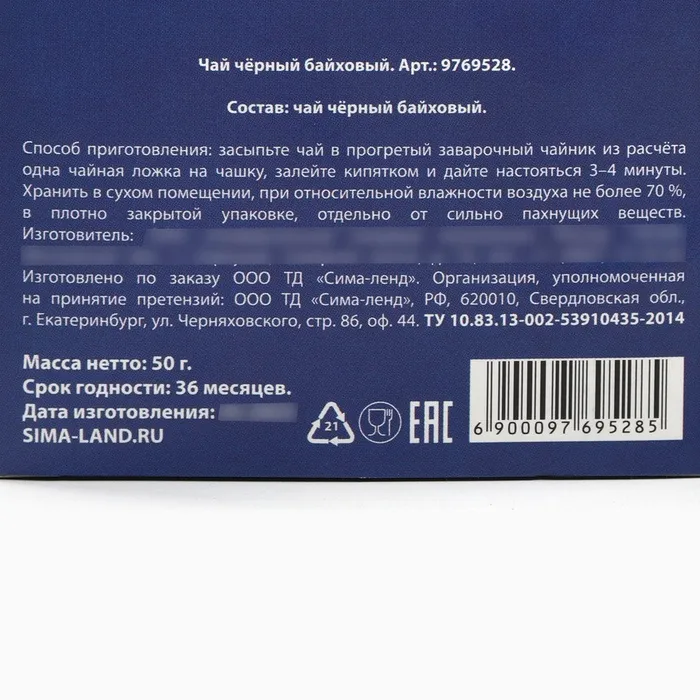 Чай чёрный байховый. Арт.: 9769528.
Состав: чай чёрный байховый.
Способ приготовления: засыпьте чай в прогретый заварочный чайник из расчёта
одна чайная ложка на чашку, залейте кипятком и дайте настояться 3–4 минуты.
Хранить в сухом помещении, при относительной влажности воздуха не более 70 %,
в плотно закрытой упаковке, отдельно от сильно пахнущих веществ.
Изготовитель:
Изготовлено по заказу ООО ТД «Сима-ленд». Организация, уполномоченная
на принятие претензий: ООО ТД «Сима-ленд», РФ, 620010, Свердловская обл.,
г. Екатеринбург, ул. Черняховского, стр. 86, оф. 44. ТУ 10.83.13-002-53910435-2014
Масса нетто: 50 г.
Срок годности: 36 месяцев.
Дата изготовления:
SIMA-LAND.RU
21
EAC
6 900097 695285